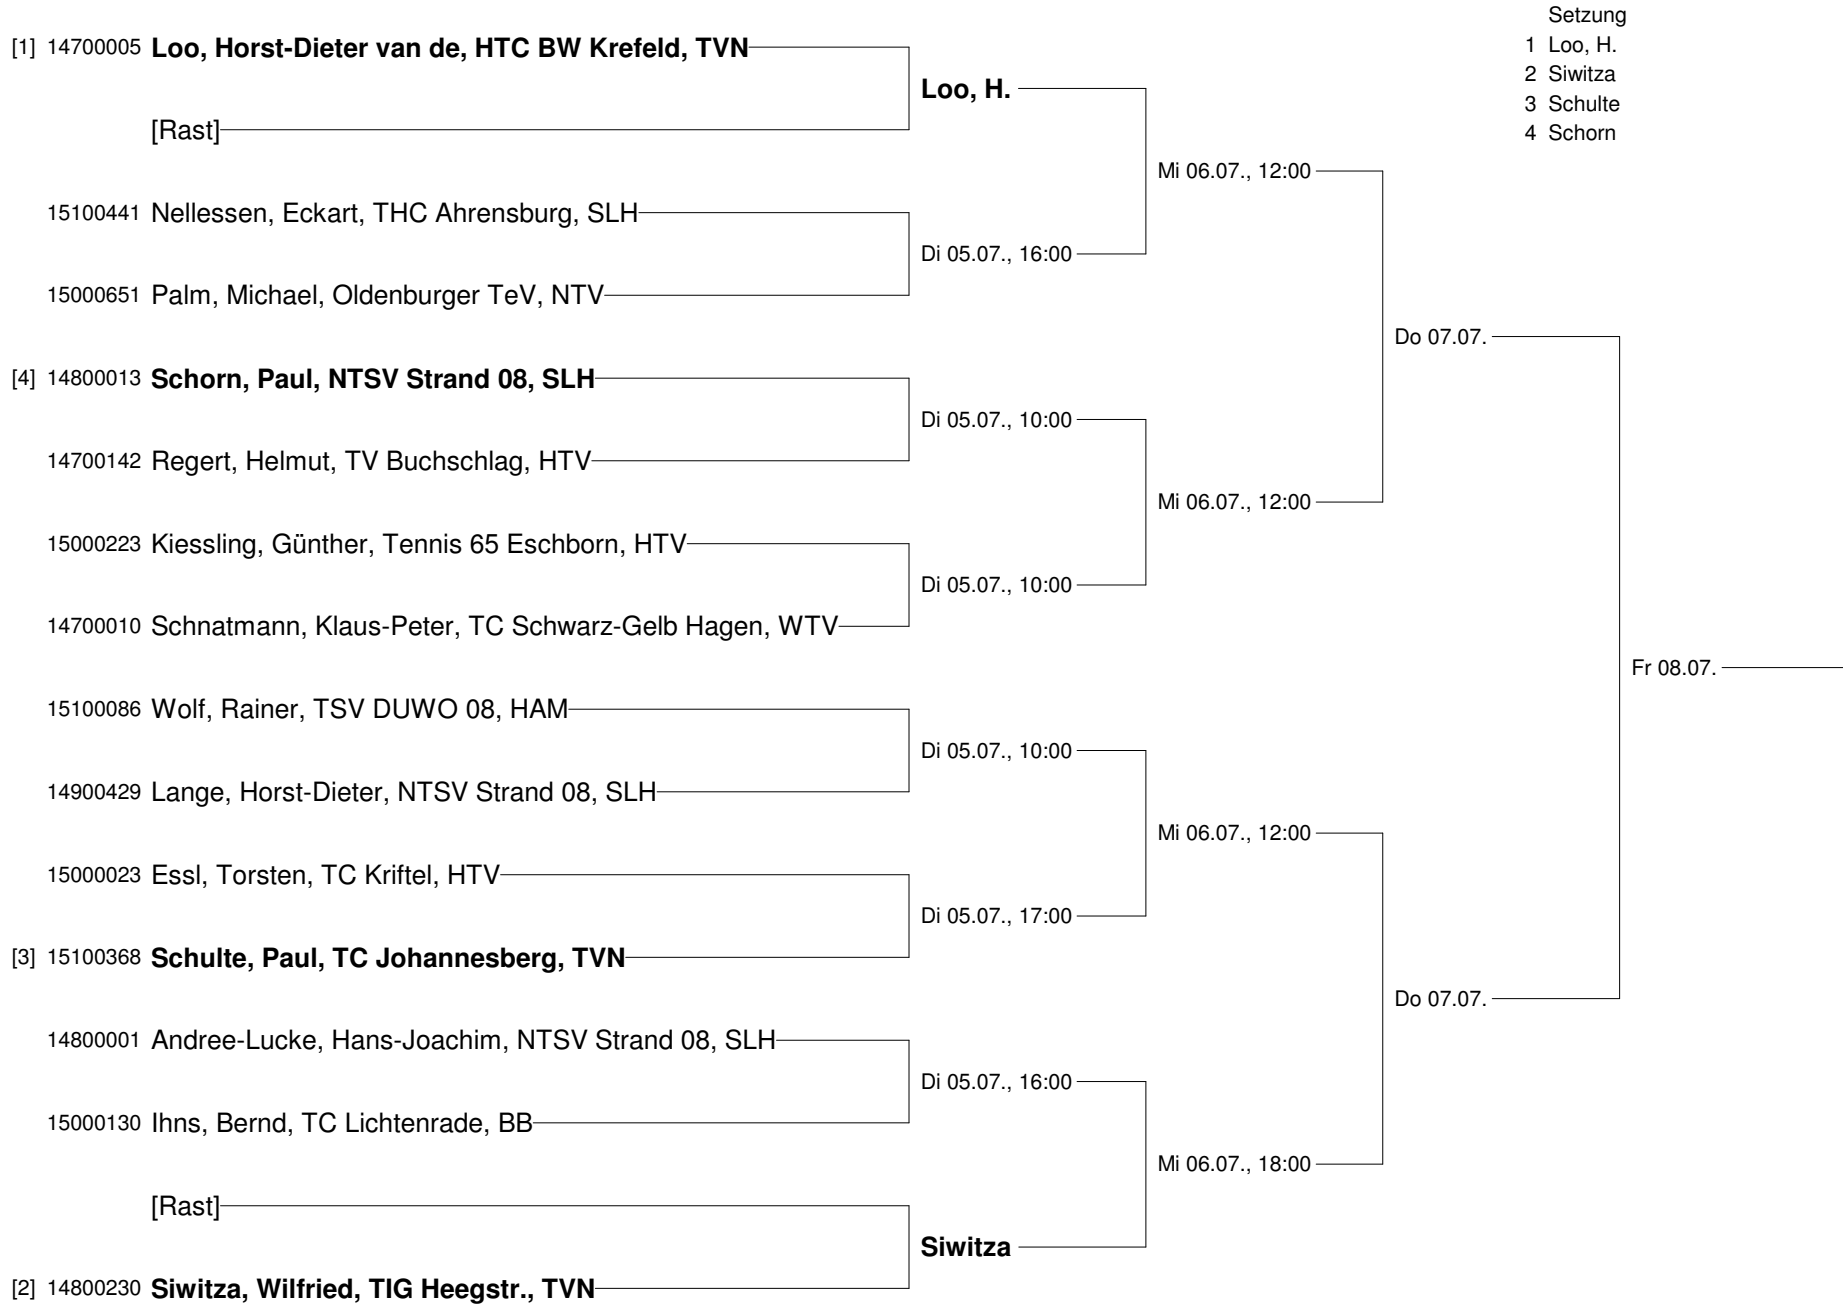 Setzung
[1] 14700005 Loo, Horst-Dieter van de, HTC BW Krefeld, TVN
1 Loo, H.
2 Siwitza
Loo, H.
3 Schulte
[Rast]
4 Schorn
Mi 06.07., 12:00
15100441 Nellessen, Eckart, THC Ahrensburg, SLH
Di 05.07., 16:00
15000651 Palm, Michael, Oldenburger TeV, NTV
Do 07.07.
[4] 14800013 Schorn, Paul, NTSV Strand 08, SLH
Di 05.07., 10:00
14700142 Regert, Helmut, TV Buchschlag, HTV
Mi 06.07., 12:00
15000223 Kiessling, Günther, Tennis 65 Eschborn, HTV
Di 05.07., 10:00
14700010 Schnatmann, Klaus-Peter, TC Schwarz-Gelb Hagen, WTV
Fr 08.07.
15100086 Wolf, Rainer, TSV DUWO 08, HAM
Di 05.07., 10:00
14900429 Lange, Horst-Dieter, NTSV Strand 08, SLH
Mi 06.07., 12:00
15000023 Essl, Torsten, TC Kriftel, HTV
Di 05.07., 17:00
[3] 15100368 Schulte, Paul, TC Johannesberg, TVN
Do 07.07.
14800001 Andree-Lucke, Hans-Joachim, NTSV Strand 08, SLH
Di 05.07., 16:00
15000130 Ihns, Bernd, TC Lichtenrade, BB
Mi 06.07., 18:00
[Rast]
Siwitza
[2] 14800230 Siwitza, Wilfried, TIG Heegstr., TVN